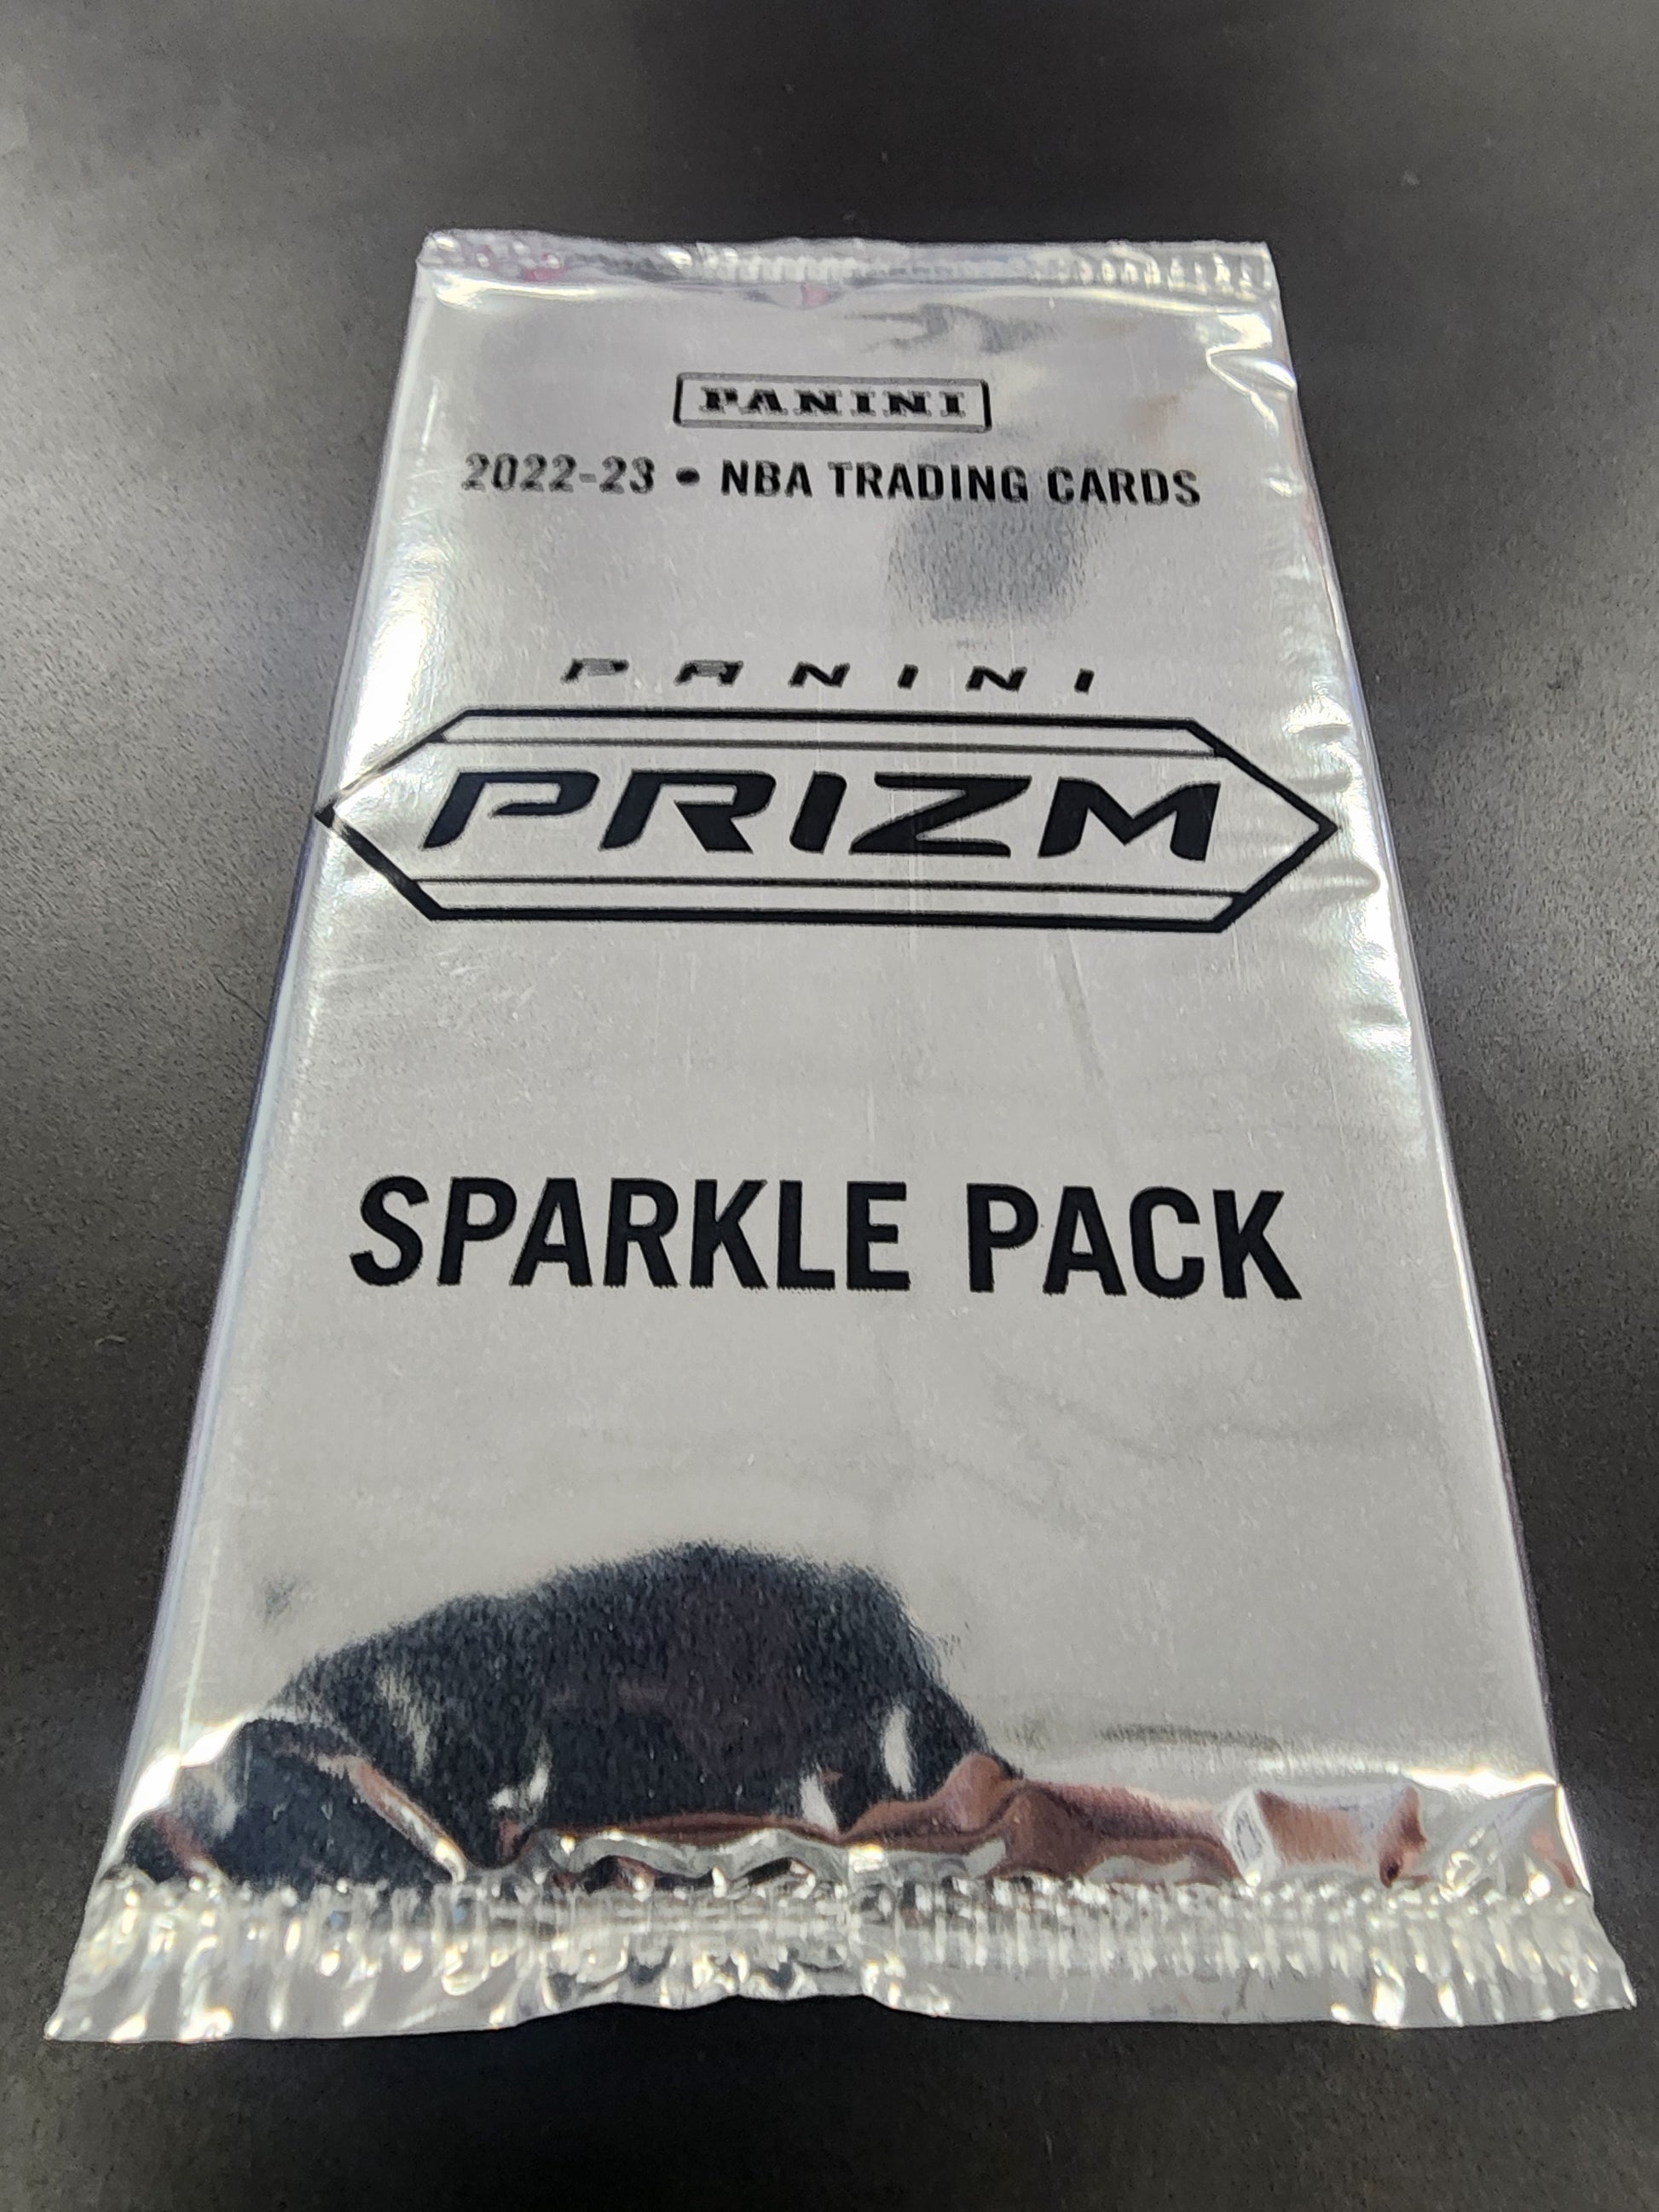 PANINI
2022-23 • NBA TRADING CARDS
PANINI
PRIZM
SPARKLE PACK